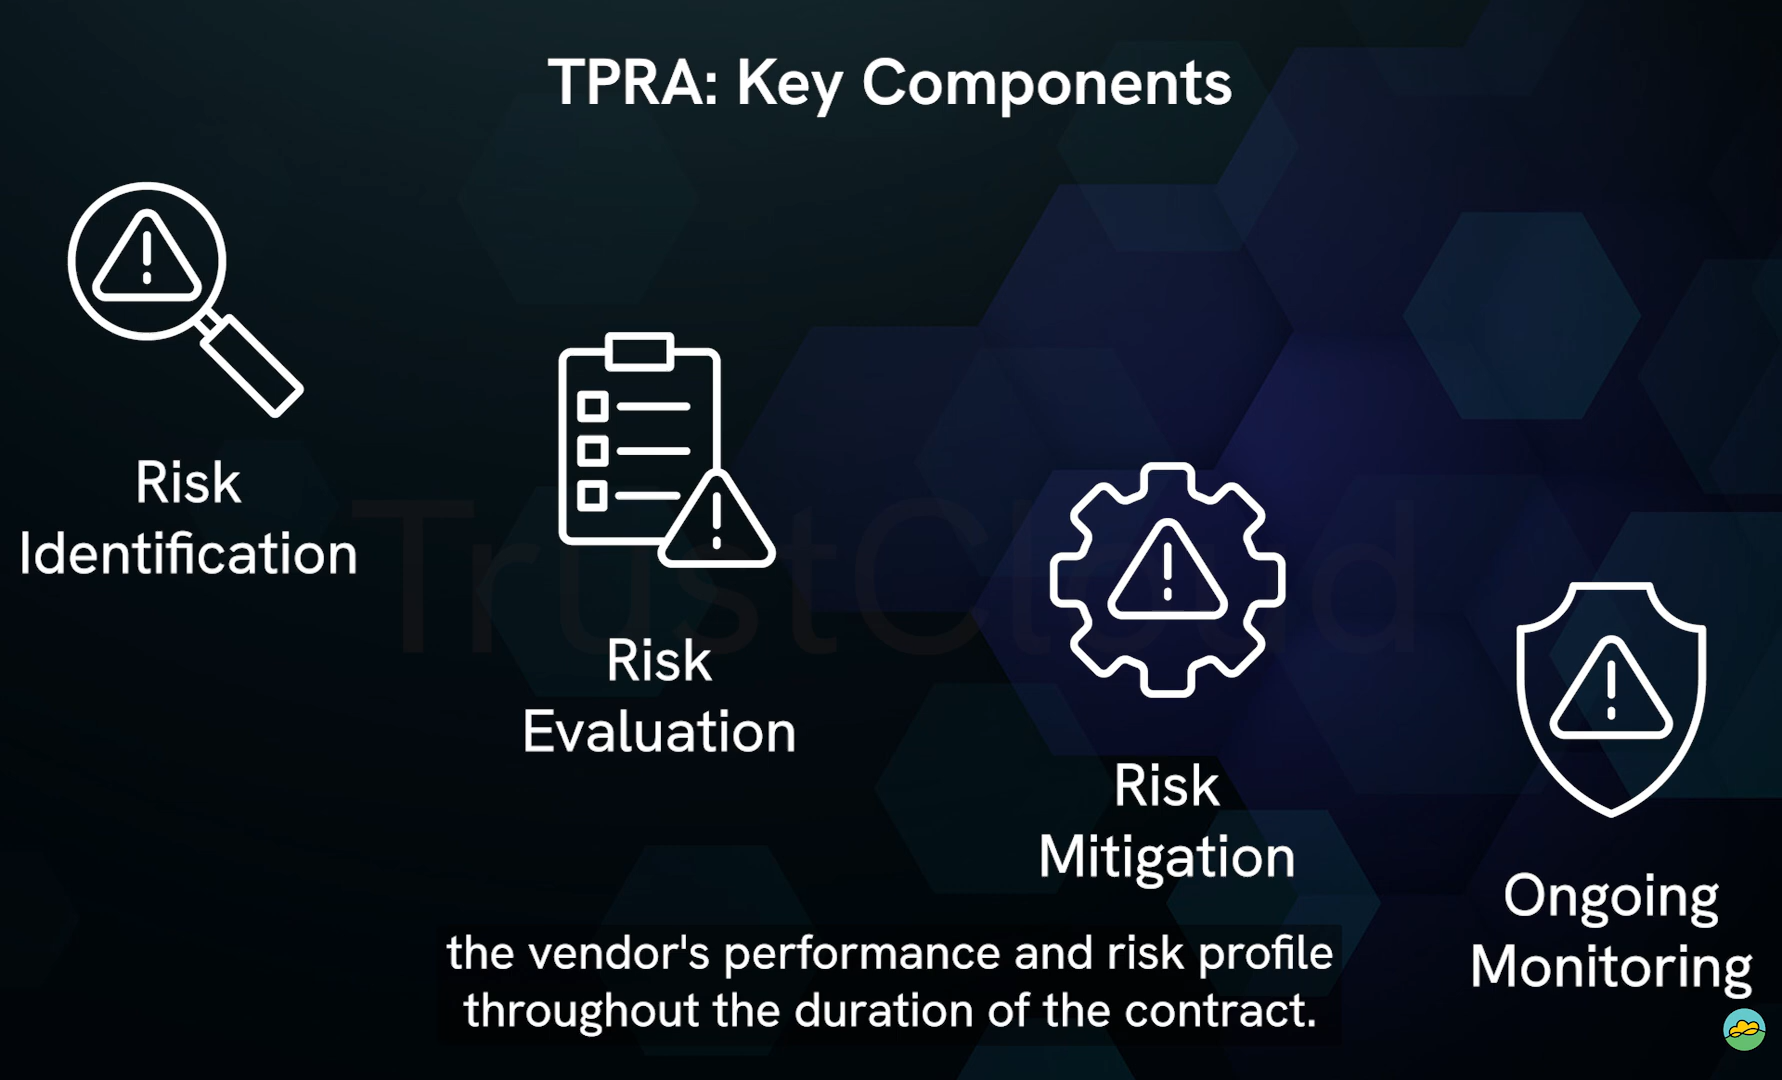 TPRA: Key Components
Risk
Identification
Risk
Evaluation
Risk
Mitigation
Ongoing
Monitoring
TrustCloud
the vendor's performance and risk profile
throughout the duration of the contract.